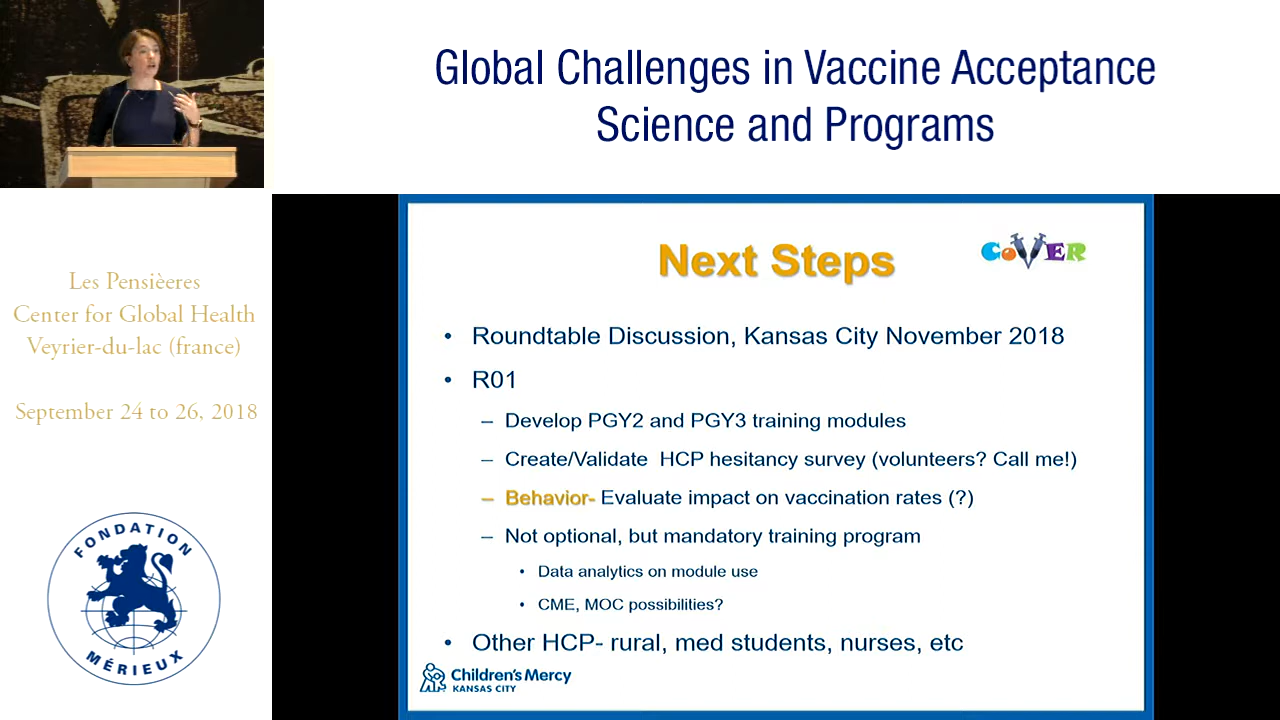 Global Challenges in Vaccine Acceptance
Science and Programs
Les Pensièeres
Center for Global Health
Veyrier-du-lac (france)
September 24 to 26, 2018
FONDATION
MÉRIEUX
Next Steps
CoVER
• Roundtable Discussion, Kansas City November 2018
• R01
– Develop PGY2 and PGY3 training modules
– Create/Validate HCP hesitancy survey (volunteers? Call me!)
– Behavior- Evaluate impact on vaccination rates (?)
– Not optional, but mandatory training program
• Data analytics on module use
• CME, MOC possibilities?
• Other HCP- rural, med students, nurses, etc
Children's Mercy
KANSAS CITY